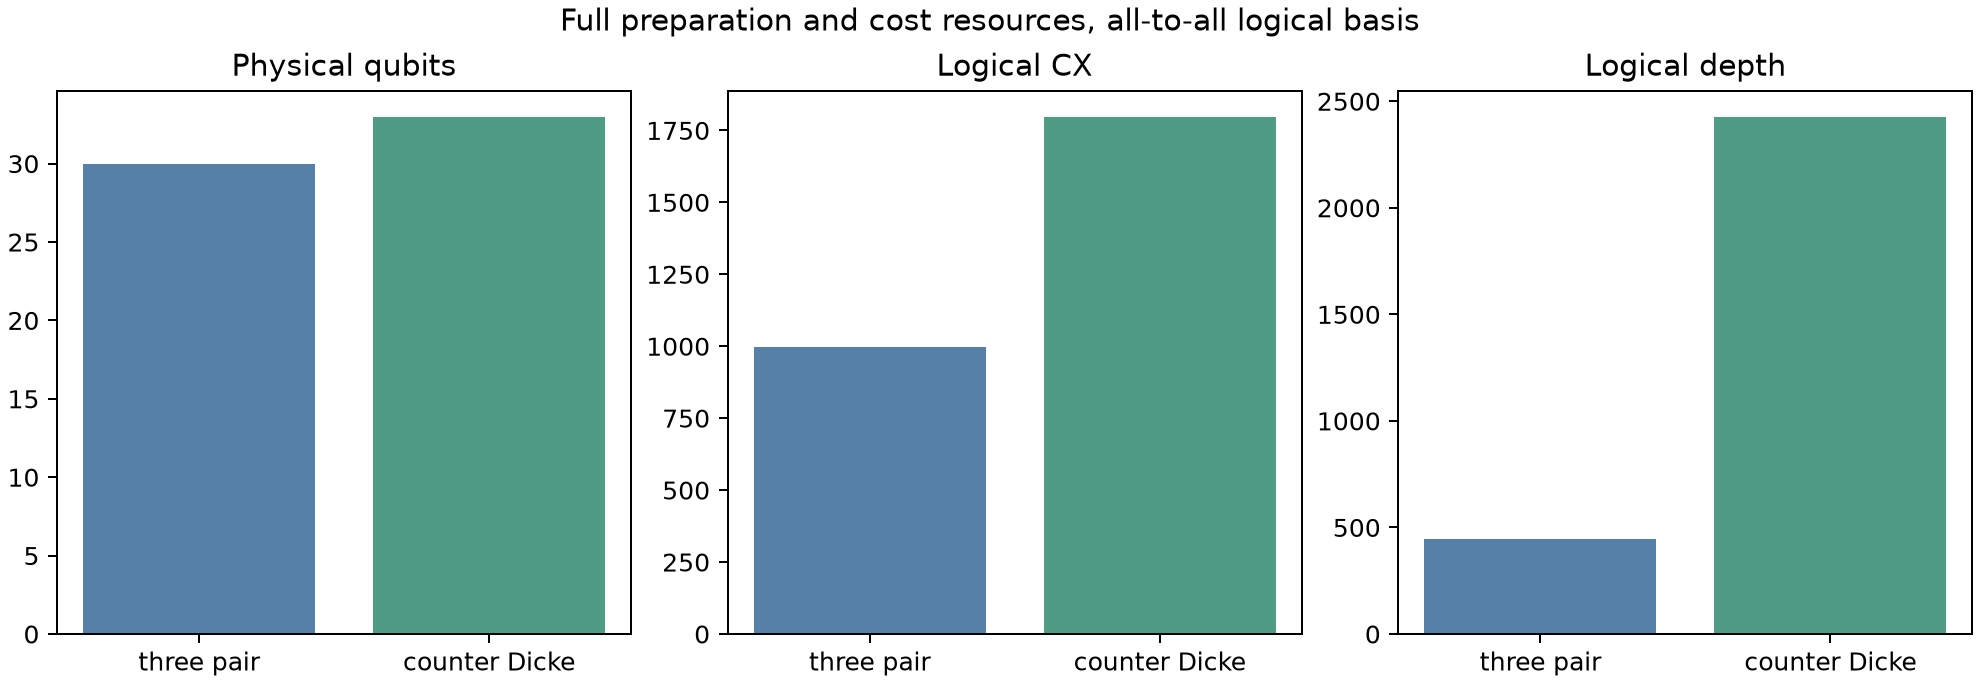 Full preparation and cost resources, all-to-all logical basis
Physical qubits
30
25
20
15
10
5
0
three pair
counter Dicke
Logical CX
1750
1500
1250
1000
750
500
250
0
three pair
counter Dicke
Logical depth
2500
2000
1500
1000
500
0
three pair
counter Dicke